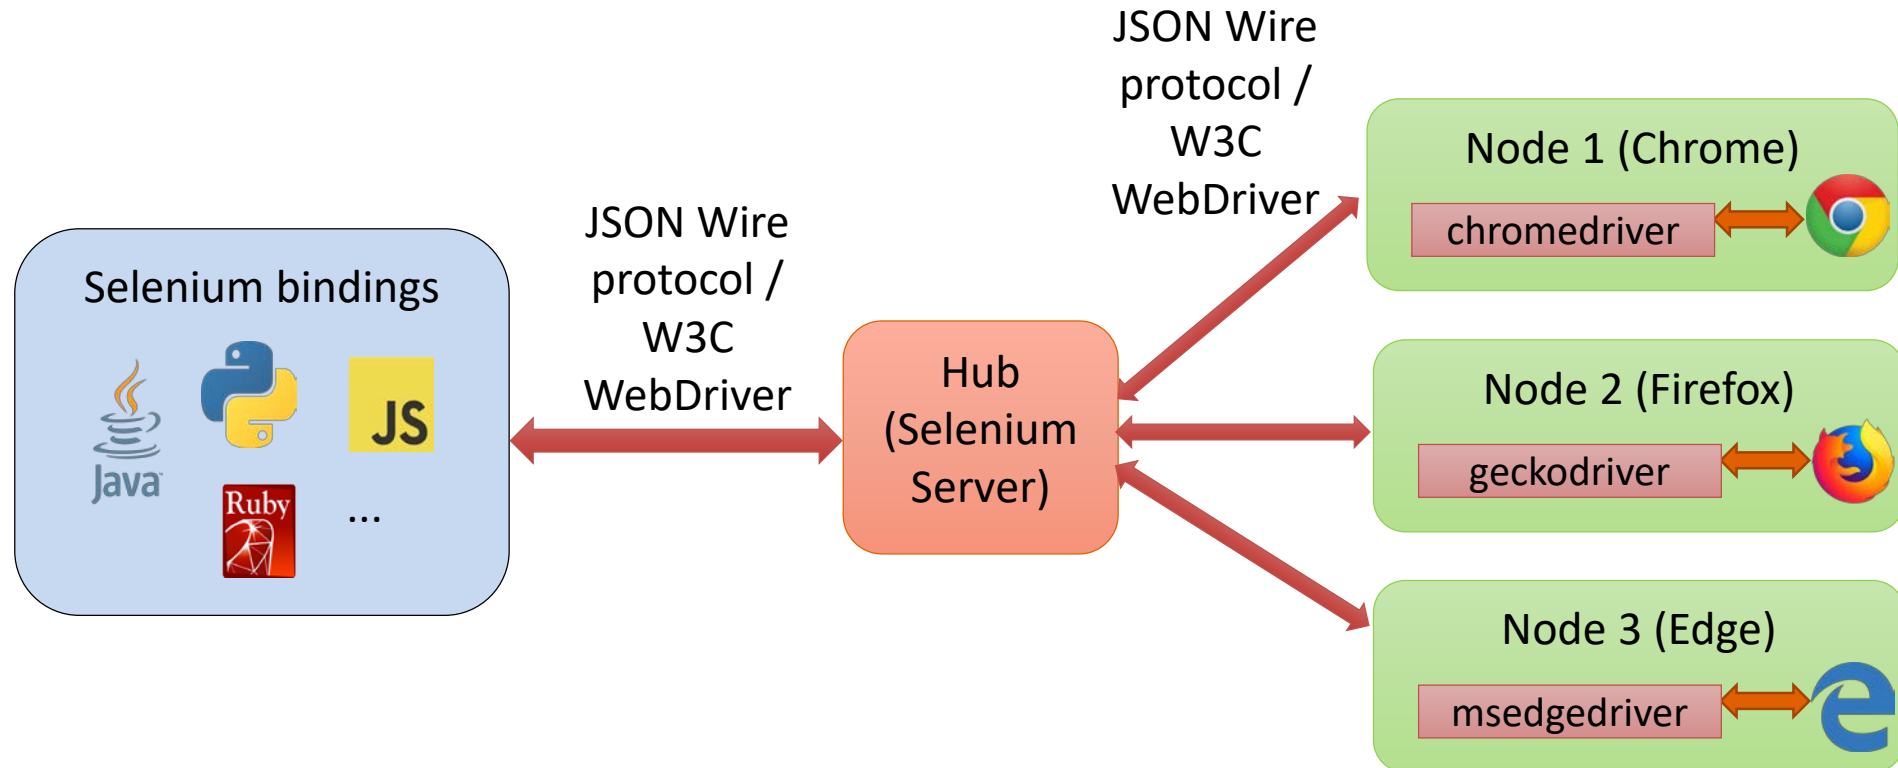 Selenium bindings
Java
JS
Ruby
...
JSON Wire
protocol /
W3C
WebDriver
Hub
(Selenium
Server)
JSON Wire
protocol /
W3C
WebDriver
Node 1 (Chrome)
chromedriver
Node 2 (Firefox)
geckodriver
Node 3 (Edge)
msedgedriver